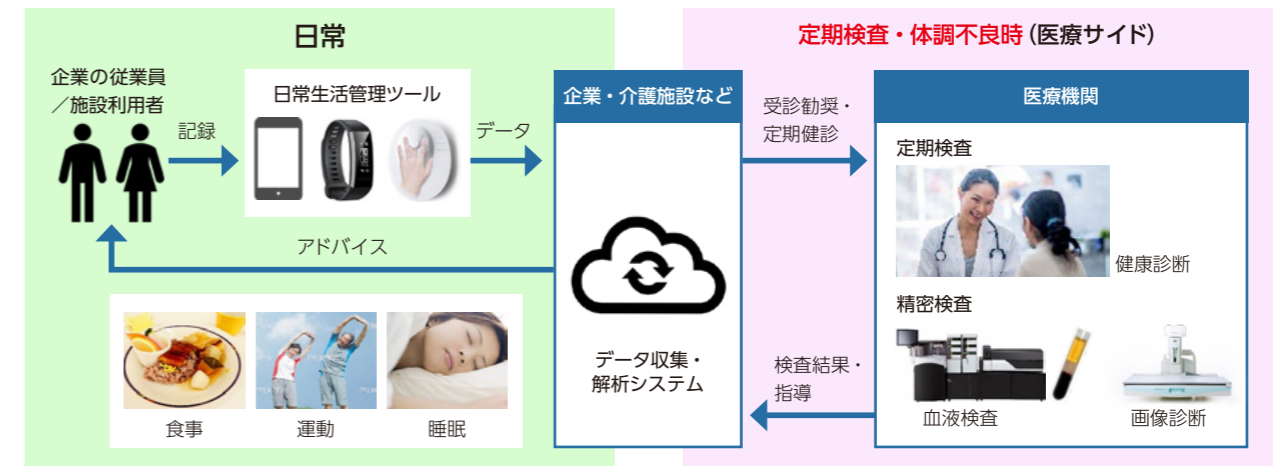 日常
企業の従業員
／施設利用者
記録
日常生活管理ツール
データ
アドバイス
食事
運動
睡眠
企業・介護施設など
データ収集・
解析システム
定期検査・体調不良時（医療サイド）
受診勧奨・
定期健診
検査結果・
指導
医療機関
定期検査
健康診断
精密検査
血液検査
画像診断